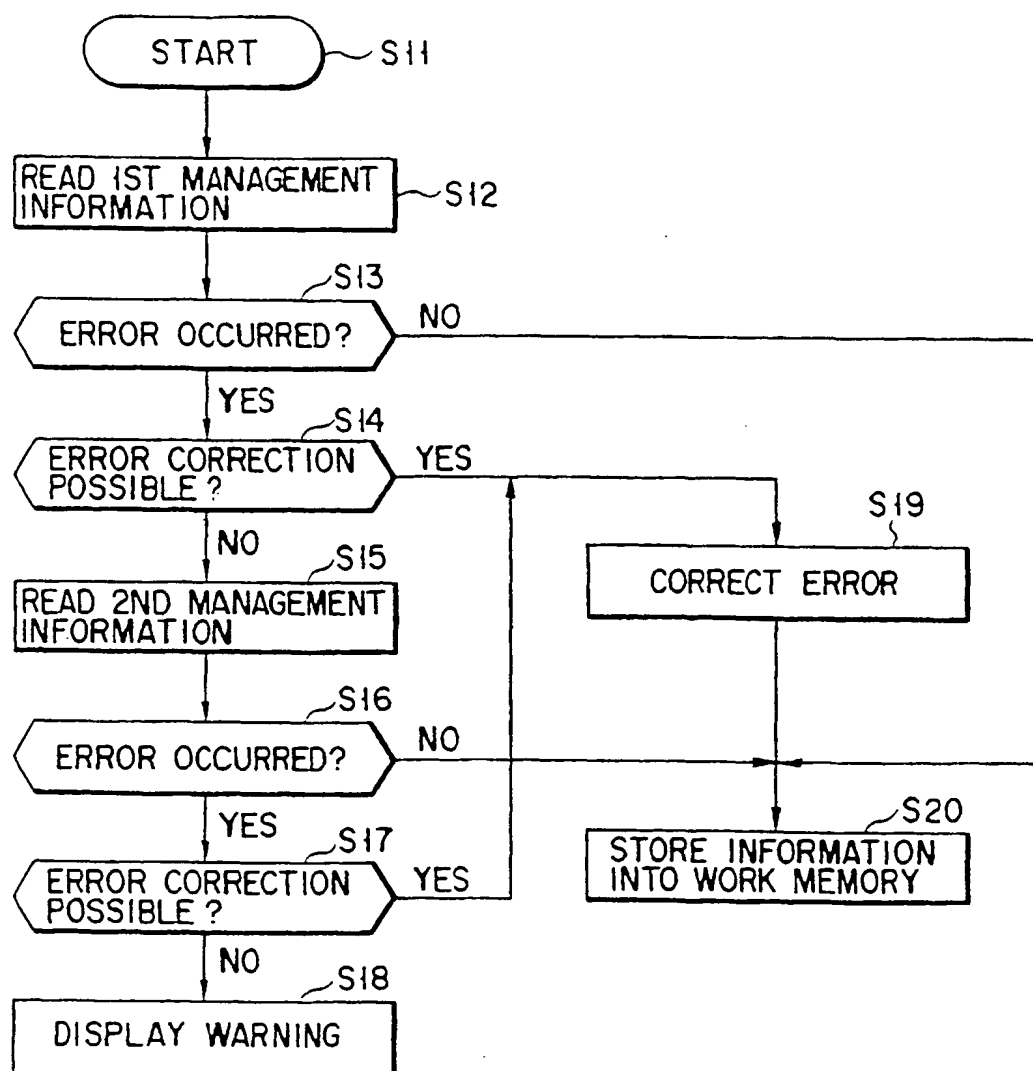 START
S11
READ 1ST MANAGEMENT
INFORMATION
S12
S13
ERROR OCCURRED?
NO
YES
S14
ERROR CORRECTION
POSSIBLE?
YES
NO
S19
CORRECT ERROR
S15
READ 2ND MANAGEMENT
INFORMATION
S16
ERROR OCCURRED?
NO
YES
S20
STORE INFORMATION
INTO WORK MEMORY
S17
ERROR CORRECTION
POSSIBLE?
YES
NO
S18
DISPLAY WARNING